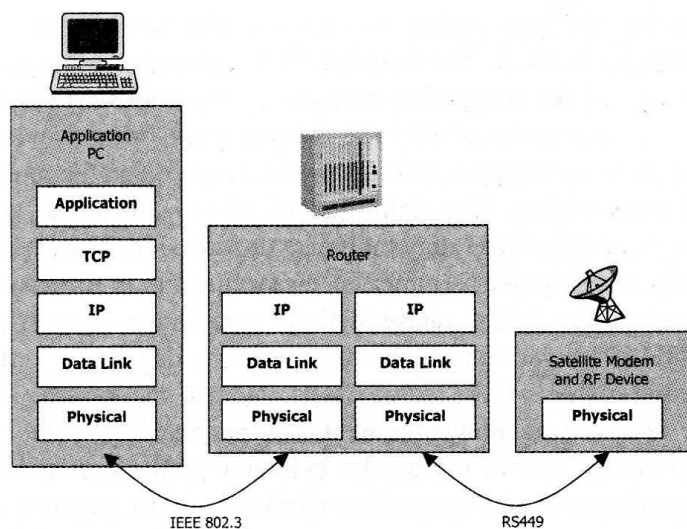 Application
PC
Application
TCP
IP
Data Link
Physical
Router
IP
IP
Data Link
Data Link
Physical
Physical
Satellite Modem
and RF Device
Physical
IEEE 802.3
RS449